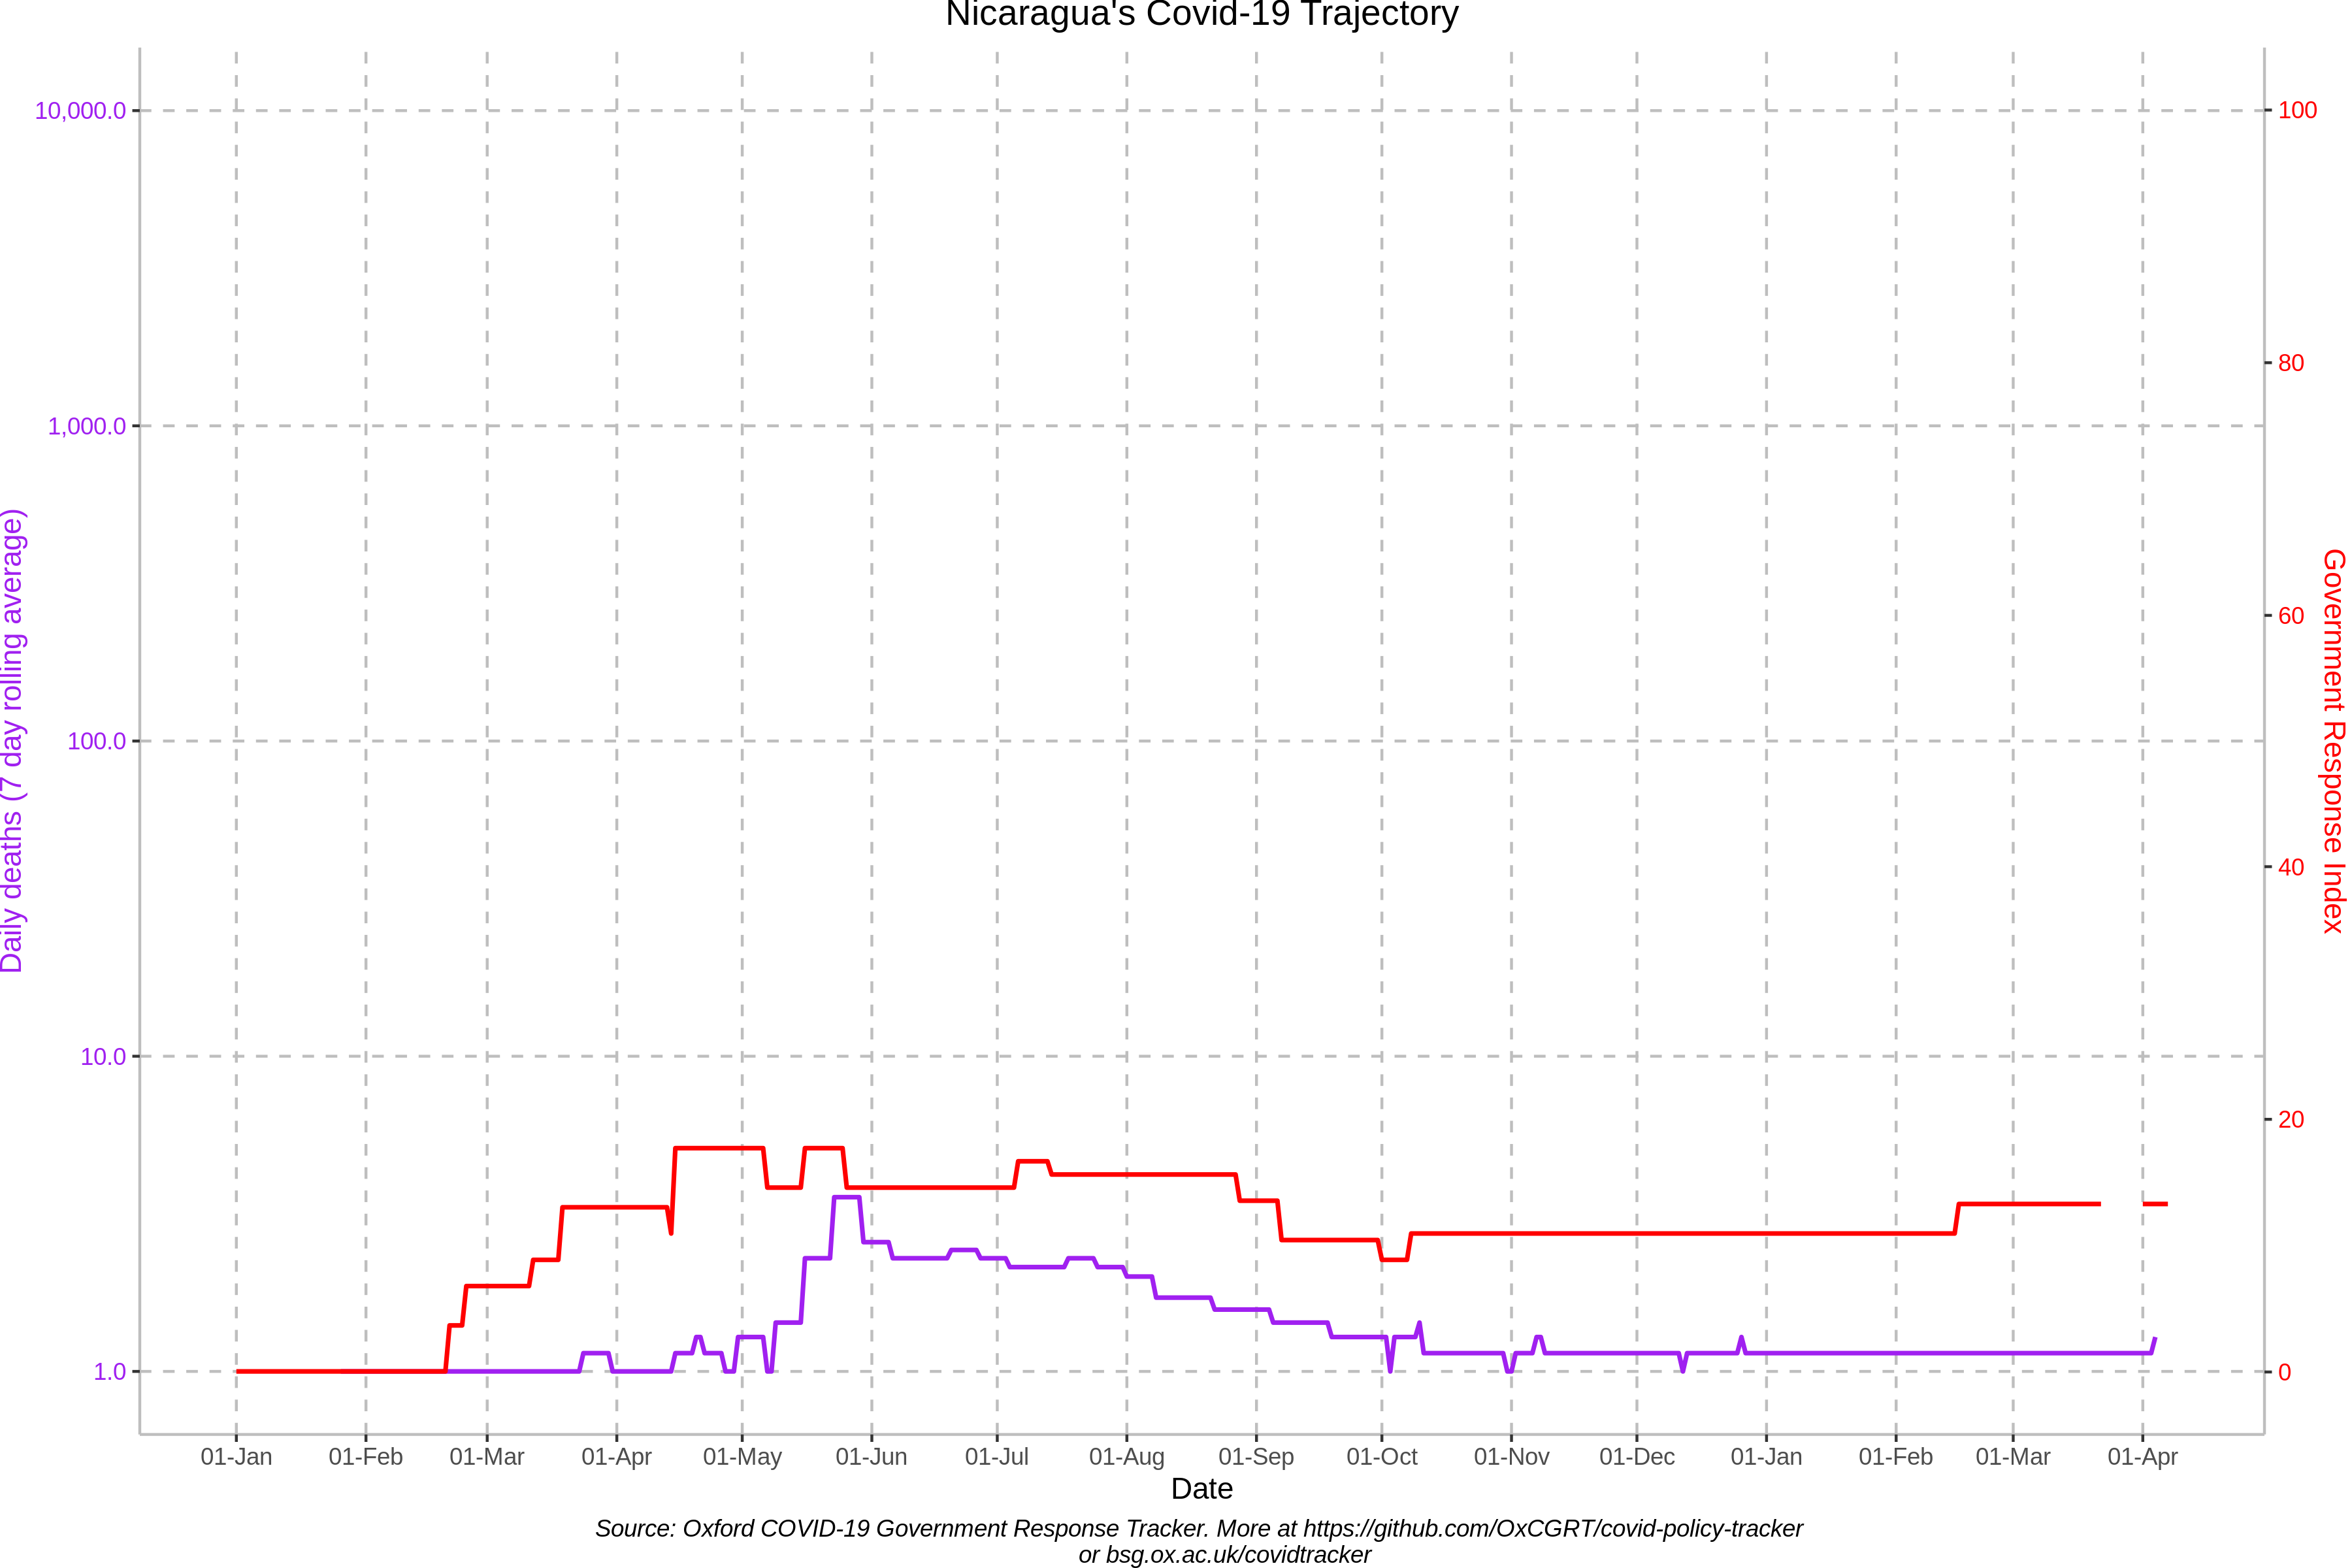 Nicaragua's Covid-19 Trajectory
Daily deaths (7 day rolling average)
10,000.0
1,000.0
100.0
10.0
1.0
100
80
60
40
20
0
Government Response Index
01-Jan 01-Feb 01-Mar 01-Apr 01-May 01-Jun 01-Jul 01-Aug 01-Sep 01-Oct 01-Nov 01-Dec 01-Jan 01-Feb 01-Mar 01-Apr
Date
Source: Oxford COVID-19 Government Response Tracker. More at https://github.com/OxCGRT/covid-policy-tracker
or bsg.ox.ac.uk/covidtracker